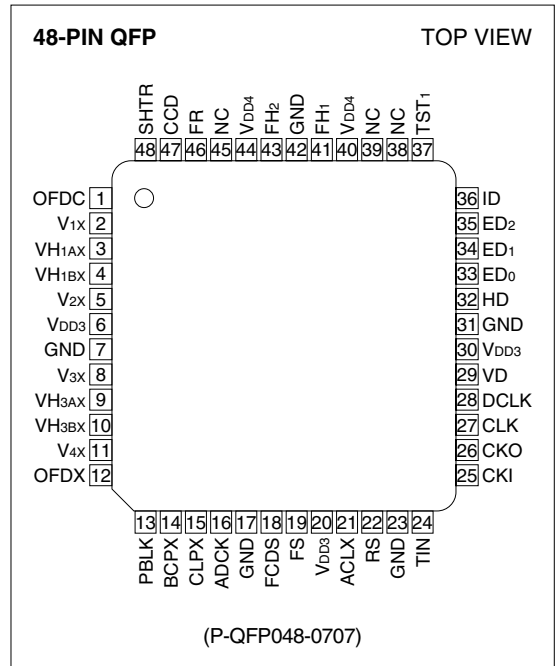 48-PIN QFP TOP VIEW
SHTR CCD FR NC VDD4 FH2 GND FH1 VDD4 NC NC TST1
48 47 46 45 44 43 42 41 40 39 38 37
OFDC 1 36 ID
V1X 2 35 ED2
VH1AX 3 34 ED1
VH1BX 4 33 ED0
V2X 5 32 HD
VDD3 6 31 GND
GND 7 30 VDD3
V3X 8 29 VD
VH3AX 9 28 DCLK
VH3BX 10 27 CLK
V4X 11 26 CKO
OFDX 12 25 CKI
13 14 15 16 17 18 19 20 21 22 23 24
PBLK BCPX CLPX ADCK GND FCDS FS VDD3 ACLX RS GND TIN
(P-QFP048-0707)